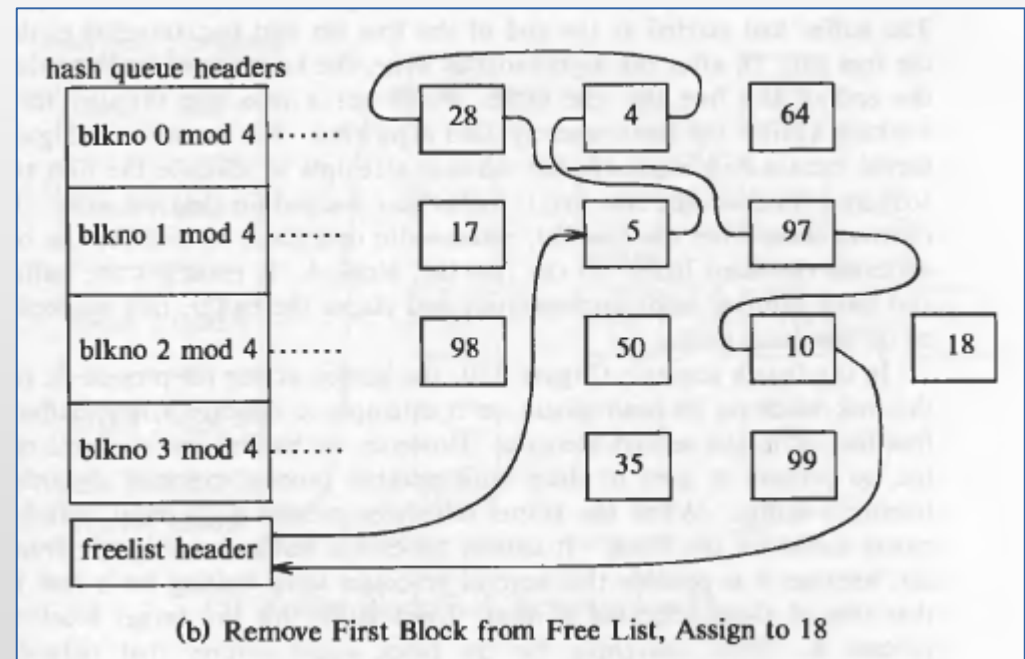 hash queue headers
blkno 0 mod 4 ........ 28 4 64
blkno 1 mod 4 ........ 17 5 97
blkno 2 mod 4 ........ 98 50 10 18
blkno 3 mod 4 ........ 3 35 99
freelist header
(b) Remove First Block from Free List, Assign to 18